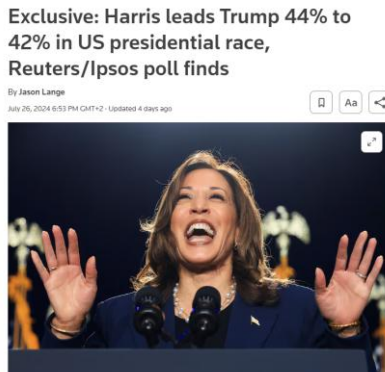 Exclusive: Harris leads Trump 44% to
42% in US presidential race,
Reuters/Ipsos poll finds
By Jason Lange
July 26, 2024 6:53 PM GMT+2 - Updated 4 days ago
Aa